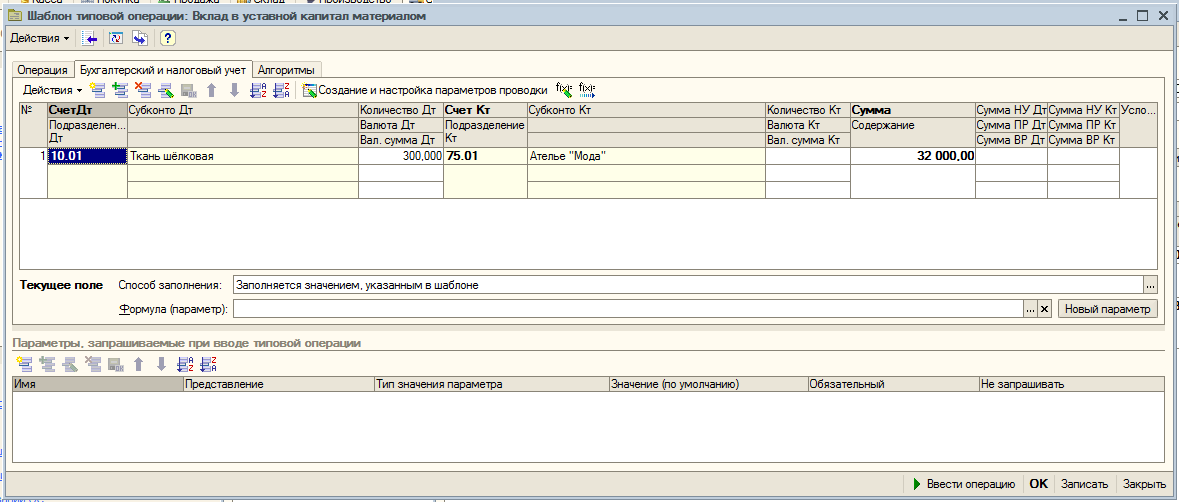 Касса Покупка Продажа Склад Производство
Шаблон типовой операции: Вклад в уставной капитал материалом
Действия
Операция Бухгалтерский и налоговый учет Алгоритмы
Действия Создание и настройка параметров проводки f(x) f(x)
№ СчетДт Субконто Дт Количество Дт Счет Кт Субконто Кт Количество Кт Сумма Сумма НУ Дт Сумма НУ Кт Усло...
Подразделен... Дт Валюта Дт Подразделение Кт Валюта Кт Содержание Сумма ПР Дт Сумма ПР Кт
Вал. сумма Дт Вал. сумма Кт Сумма ВР Дт Сумма ВР Кт
1 10.01 Ткань шёлковая 300,000 75.01 Ателье "Мода" 32 000,00
Текущее поле Способ заполнения: Заполняется значением, указанным в шаблоне ...
Формула (параметр): ... x Новый параметр
Параметры, запрашиваемые при вводе типовой операции
Имя Представление Тип значения параметра Значение (по умолчанию) Обязательный Не запрашивать
Ввести операцию OK Записать Закрыть